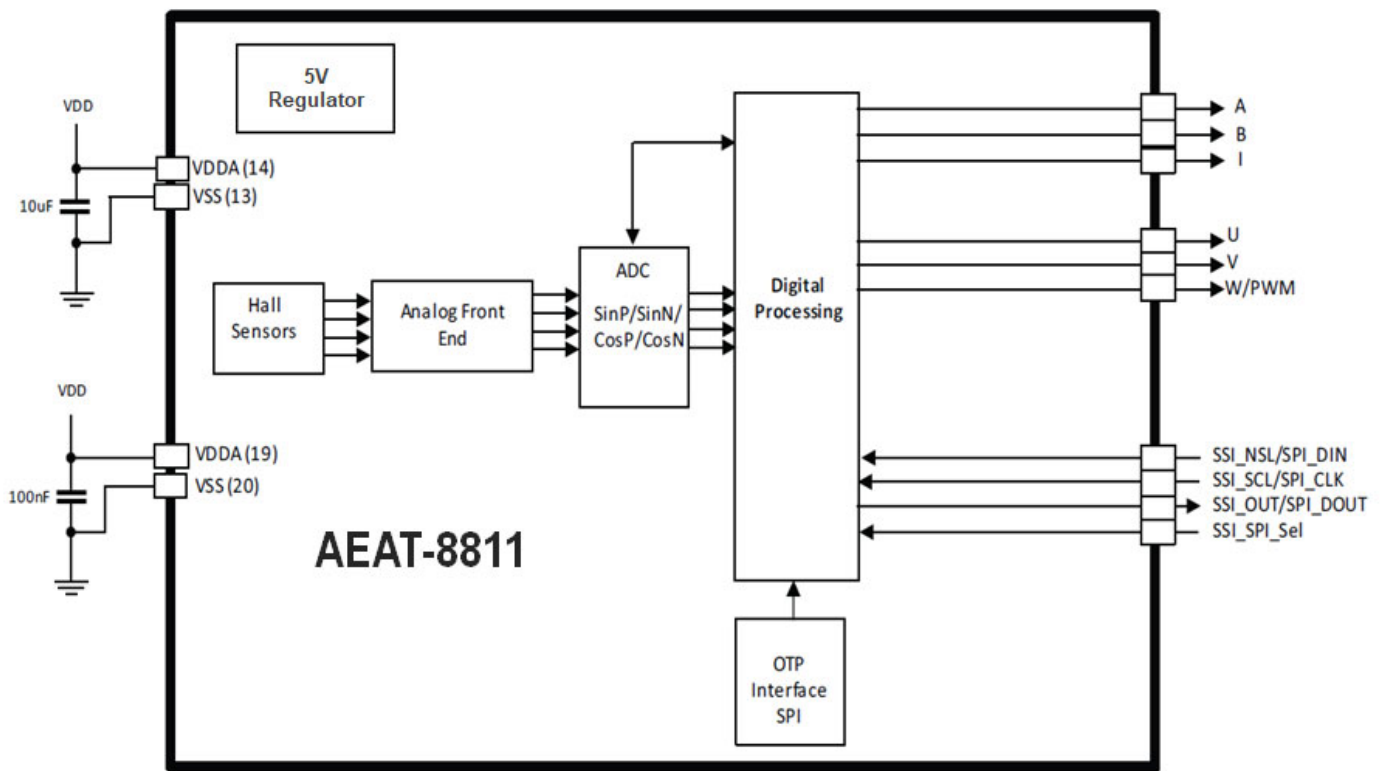 5V
Regulator
VDD
VDDA (14)
VSS (13)
10uF
Hall
Sensors
Analog Front
End
ADC
SinP/SinN/
CosP/CosN
Digital
Processing
A
B
I
U
V
W/PWM
VDD
VDDA (19)
VSS (20)
100nF
SSI_NSL/SPI_DIN
SSI_SCL/SPI_CLK
SSI_OUT/SPI_DOUT
SSI_SPI_Sel
AEAT-8811
OTP
Interface
SPI